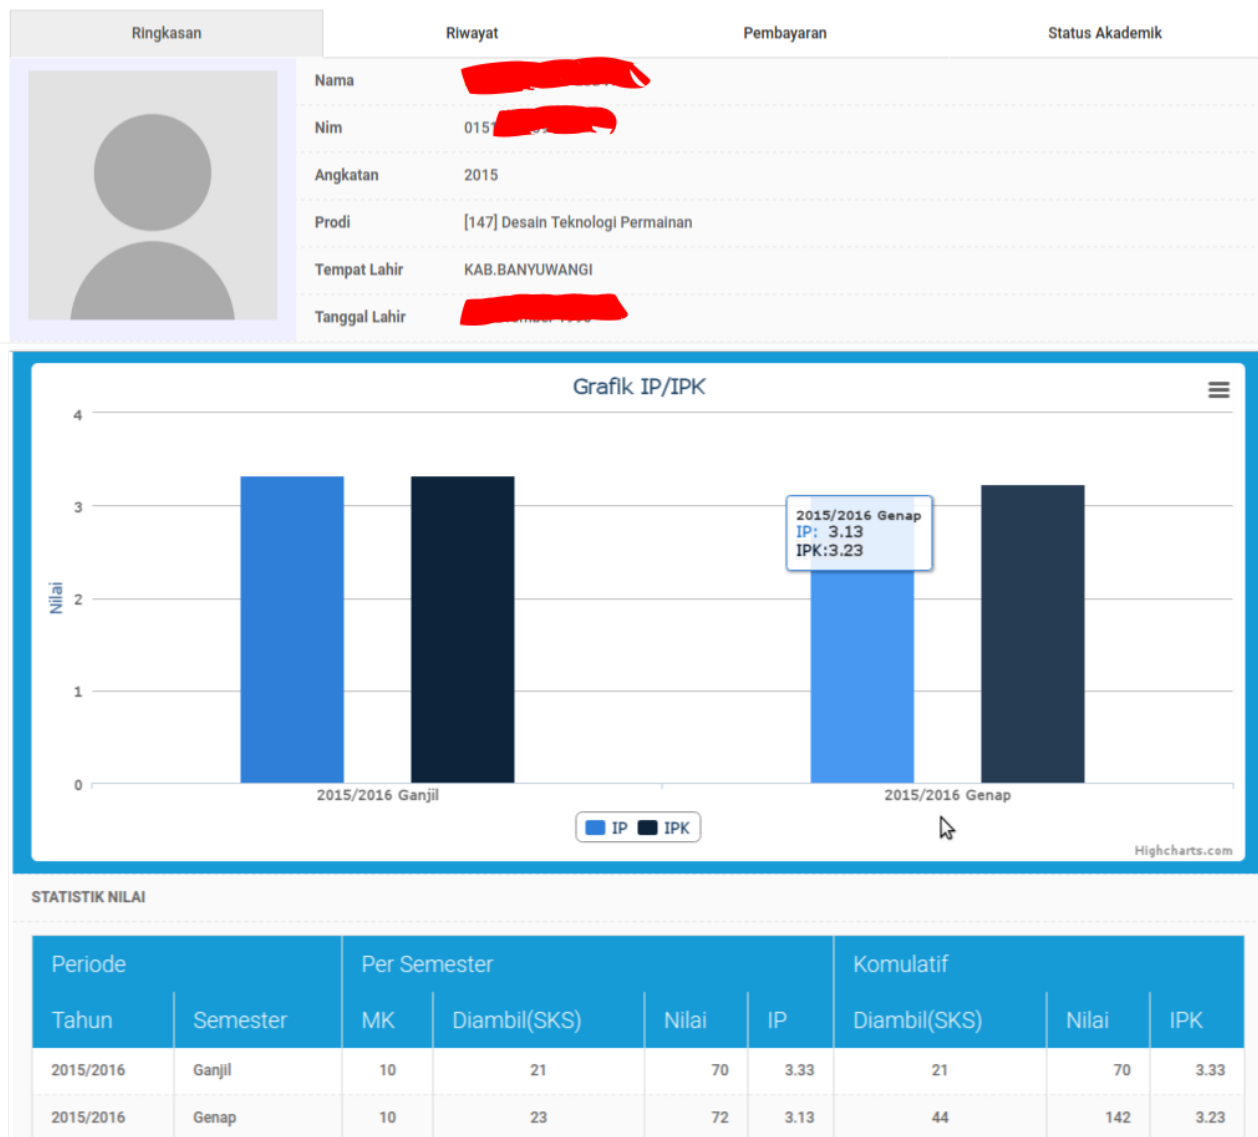 Ringkasan Riwayat Pembayaran Status Akademik
Nama
Nim 0151
Angkatan 2015
Prodi [147] Desain Teknologi Permainan
Tempat Lahir KAB.BANYUWANGI
Tanggal Lahir
Grafik IP/IPK
4
3
2
1
0
Nilai
2015/2016 Genap
IP: 3.13
IPK:3.23
2015/2016 Ganjil 2015/2016 Genap
IP IPK
Highcharts.com
STATISTIK NILAI
Periode Per Semester Komulatif
Tahun Semester MK Diambil(SKS) Nilai IP Diambil(SKS) Nilai IPK
2015/2016 Ganjil 10 21 70 3.33 21 70 3.33
2015/2016 Genap 10 23 72 3.13 44 142 3.23